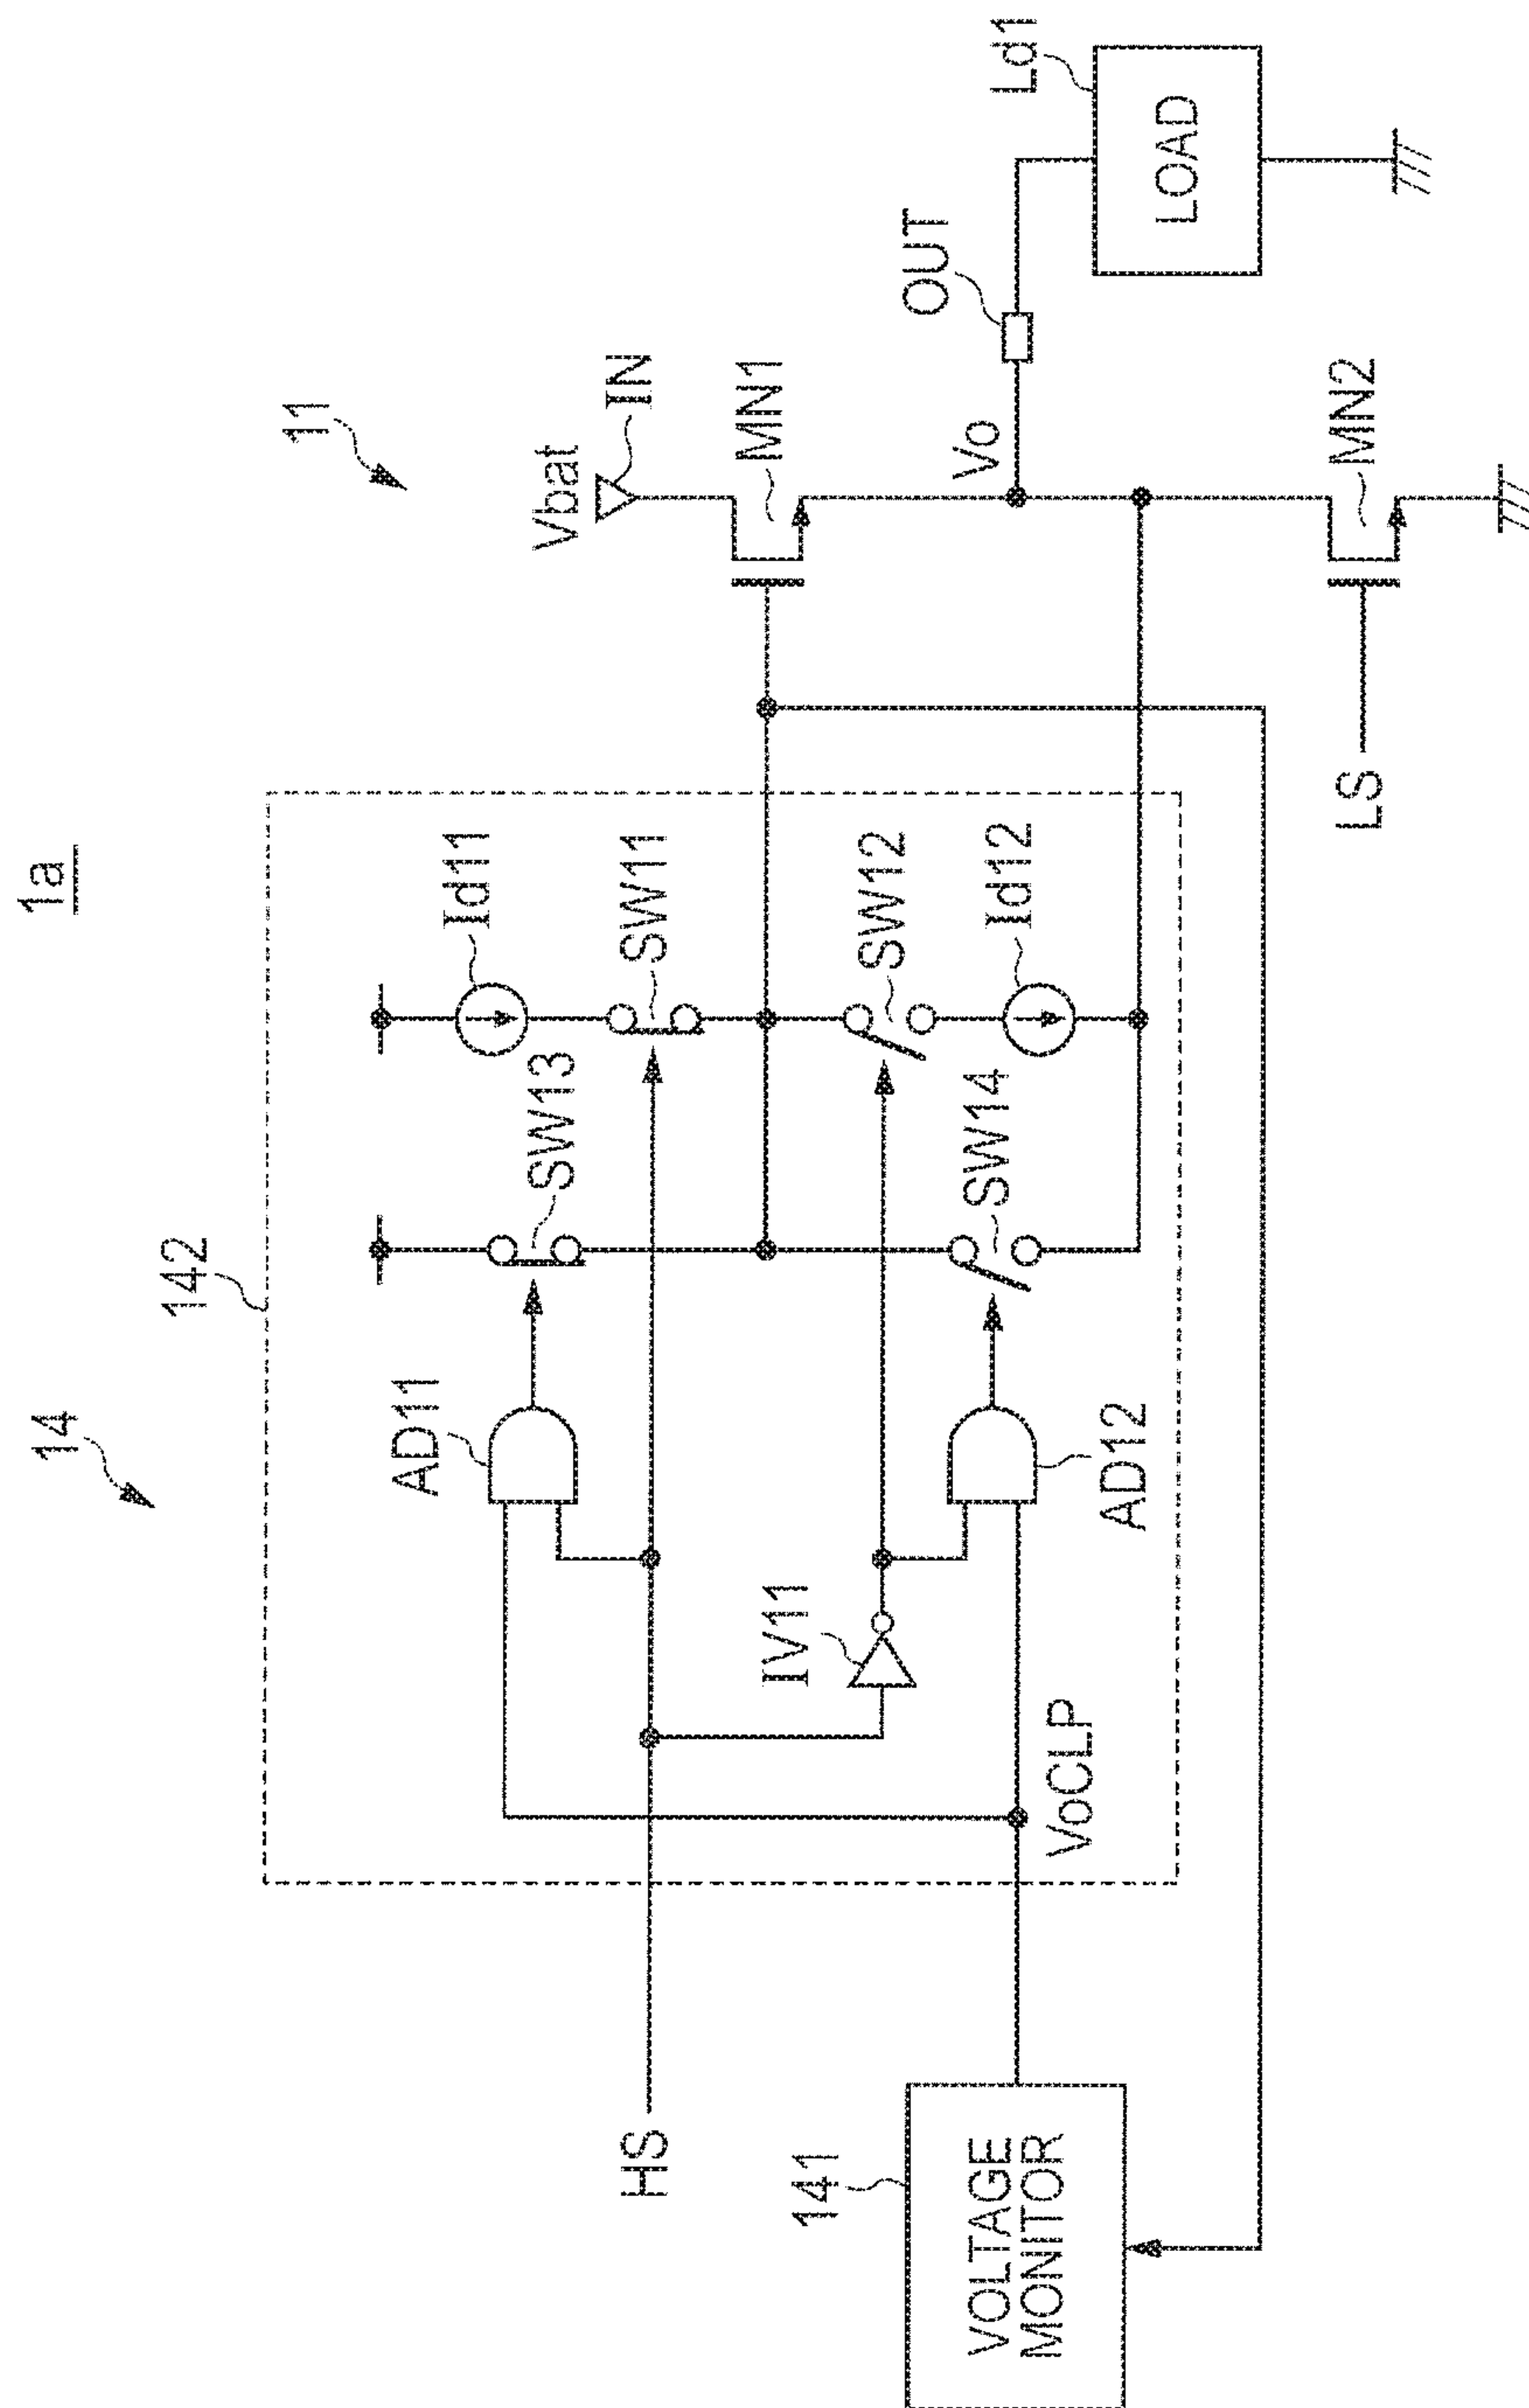 1a
14
142
11
Vbat
IN
MN1
Id11
SW13
SW11
AD11
HS
IV11
SW12
Vo
OUT
Ld1
LOAD
141
VOLTAGE
MONITOR
VoCLP
AD12
SW14
Id12
LS
MN2